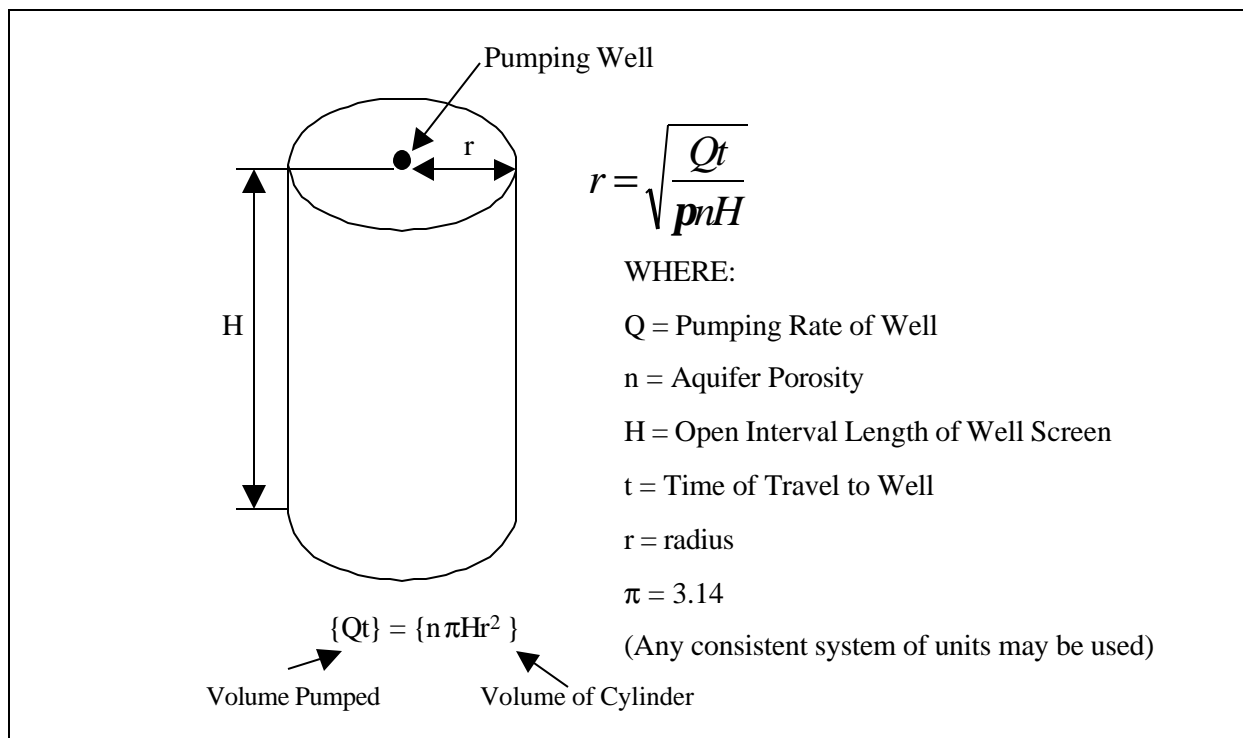 Pumping Well
r
H
r = √(Qt / pnH)
WHERE:
Q = Pumping Rate of Well
n = Aquifer Porosity
H = Open Interval Length of Well Screen
t = Time of Travel to Well
r = radius
π = 3.14
(Any consistent system of units may be used)
{Qt} = {nπHr² }
Volume Pumped
Volume of Cylinder